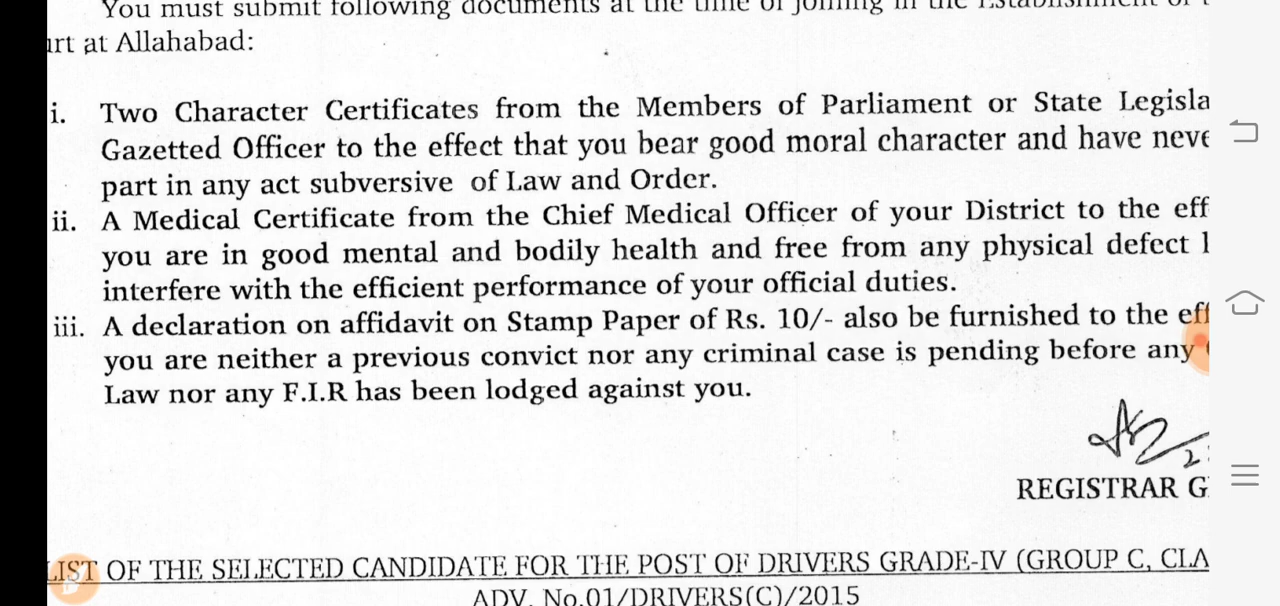 You must submit following documents at the time of joining in the Establishment of
at Allahabad:
i. Two Character Certificates from the Members of Parliament or State Legisla
Gazetted Officer to the effect that you bear good moral character and have neve
part in any act subversive of Law and Order.
ii. A Medical Certificate from the Chief Medical Officer of your District to the eff
you are in good mental and bodily health and free from any physical defect l
interfere with the efficient performance of your official duties.
iii. A declaration on affidavit on Stamp Paper of Rs. 10/- also be furnished to the eff
you are neither a previous convict nor any criminal case is pending before any
Law nor any F.I.R has been lodged against you.
REGISTRAR G
LIST OF THE SELECTED CANDIDATE FOR THE POST OF DRIVERS GRADE-IV (GROUP C, CLA
ADV. No.01/DRIVERS(C)/2015